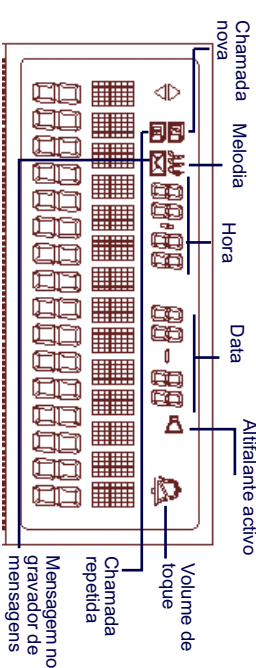 Chamada
nova
Melodia
Hora
Data
Altifalante activo
Volume de
toque
Chamada
repetida
Mensagem no
gravador de
mensagens